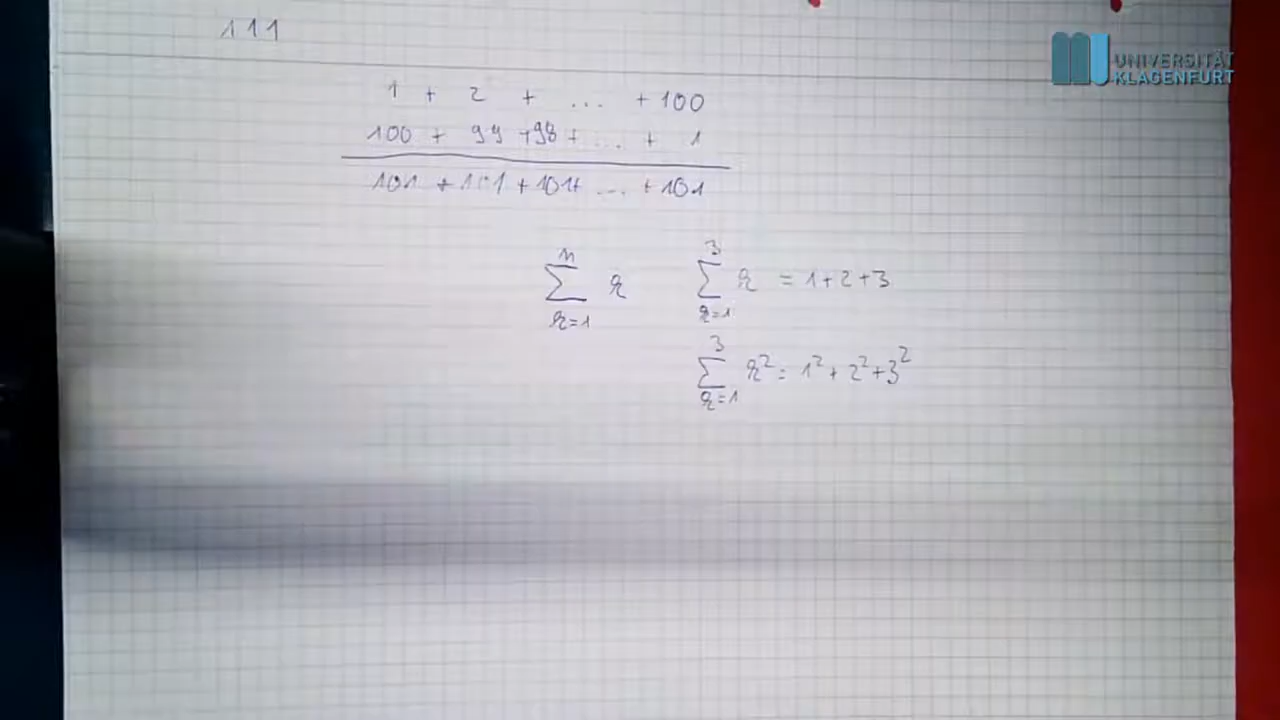 111
UNIVERSITÄT
KLAGENFURT
1 + 2 + ... + 100
100 + 99 + 98 + ... + 1
101 + 101 + 101 + ... + 101
n
∑ k
k=1
3
∑ k = 1+2+3
k=1
3
∑ k² = 1² + 2² + 3²
k=1